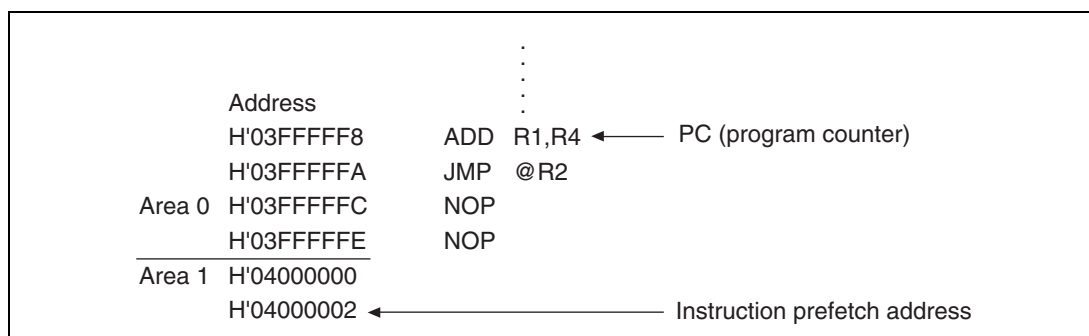 .
.
.
.
.
Address
H'03FFFFF8 ADD R1,R4 PC (program counter)
H'03FFFFFA JMP @R2
Area 0 H'03FFFFFC NOP
H'03FFFFFE NOP
Area 1 H'04000000
H'04000002 Instruction prefetch address